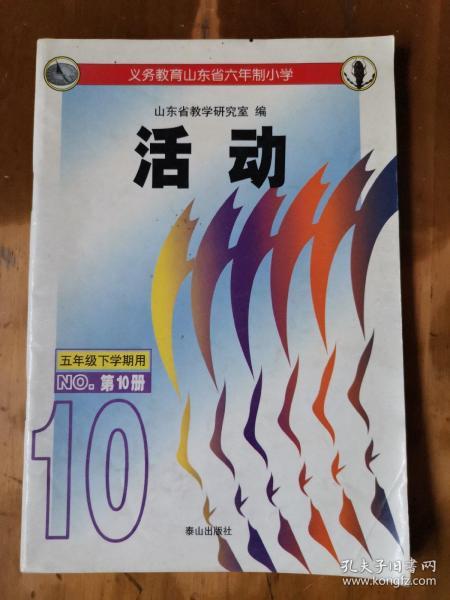 义务教育山东省六年制小学
山东省教学研究室 编
活动
五年级下学期用
NO. 第10册
10
泰山出版社
孔夫子旧书网
www.kongfz.com